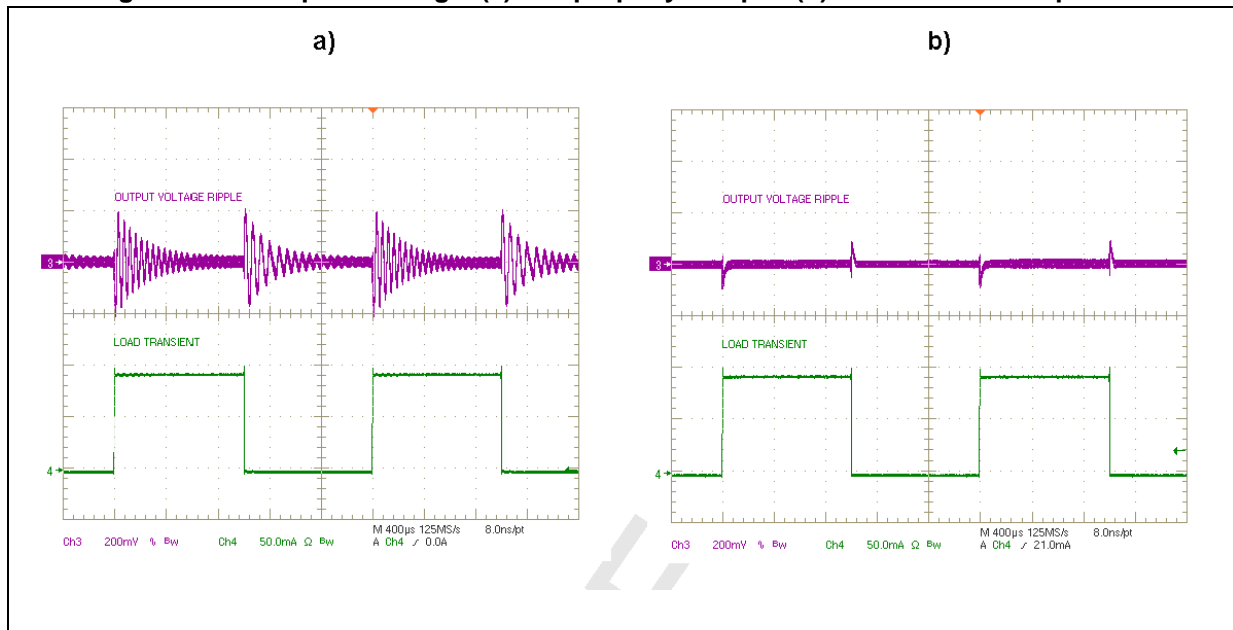 a)
b)
OUTPUT VOLTAGE RIPPLE
3
LOAD TRANSIENT
4
M 400µs 125MS/s 8.0ns/pt
Ch3 200mV % Bw Ch4 50.0mA Ω Bw A Ch4 / 0.0A
OUTPUT VOLTAGE RIPPLE
3
LOAD TRANSIENT
4
M 400µs 125MS/s 8.0ns/pt
Ch3 200mV % Bw Ch4 50.0mA Ω Bw A Ch4 / 21.0mA